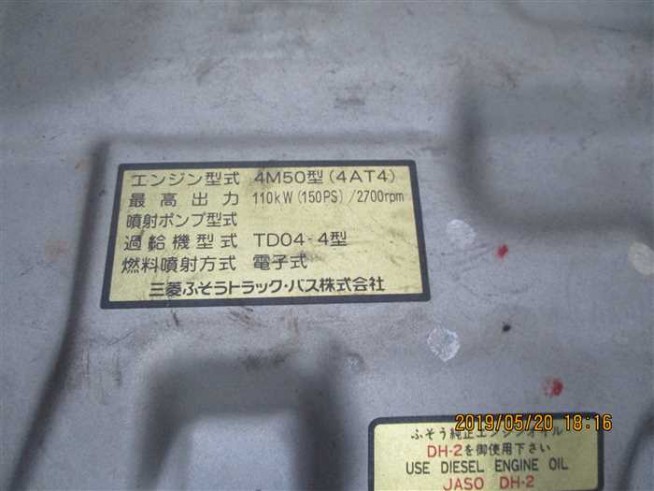 エンジン型式 4M50型(4AT4)
最高出力 110kW(150PS)/2700rpm
噴射ポンプ型式
過給機型式 TD04-4型
燃料噴射方式 電子式
三菱ふそうトラック・バス株式会社
2019/05/20 18:16
ふそう純正エンジンオイル
DH-2を御使用下さい
USE DIESEL ENGINE OIL
JASO DH-2